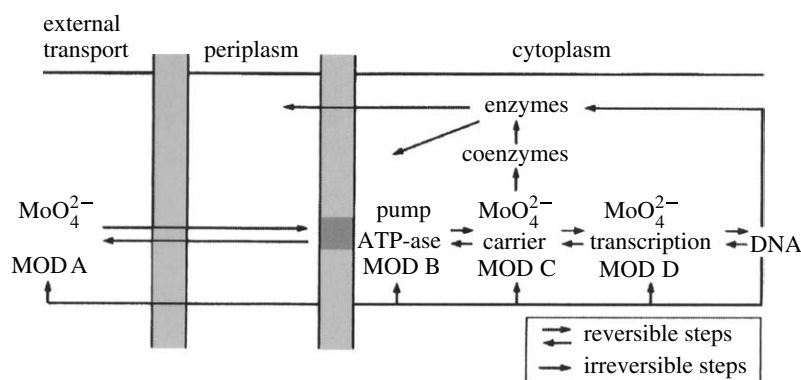 external
transport
periplasm
cytoplasm
enzymes
coenzymes
MoO₄²⁻
MOD A
pump
ATP-ase
MOD B
MoO₄²⁻
carrier
MOD C
MoO₄²⁻
transcription
MOD D
DNA
reversible steps
irreversible steps